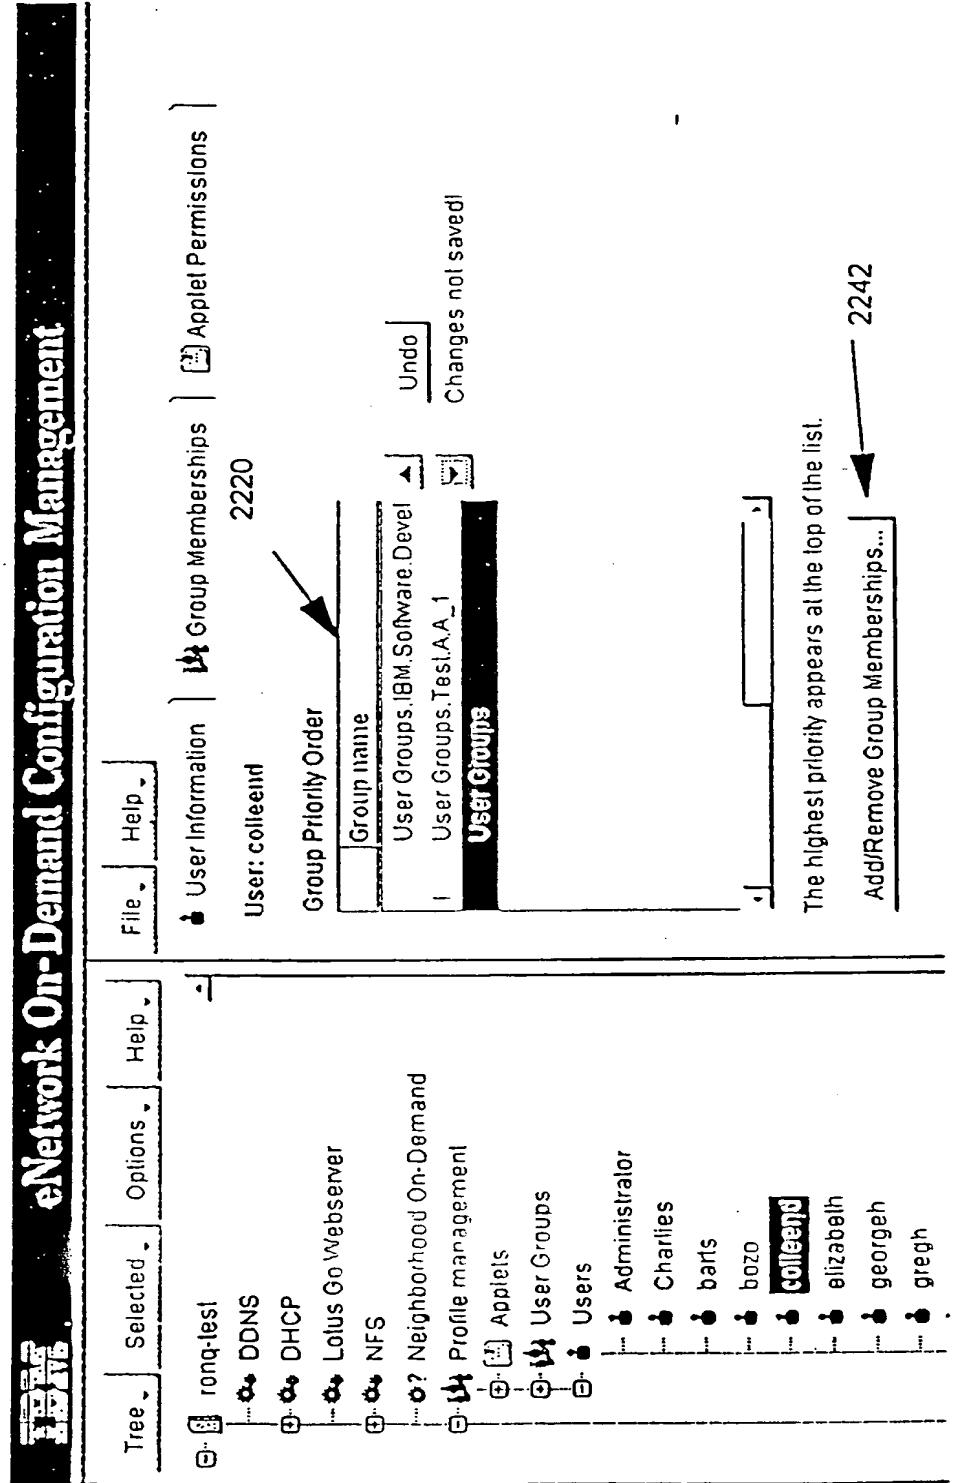 IBM eNetwork On-Demand Configuration Management
Tree Selected Options Help
ronq-test
DDNS
DHCP
Lotus Go Webserver
NFS
? Neighborhood On-Demand
Profile management
Applets
User Groups
Users
Administrator
Charlies
barts
bozo
colleend
elizabeth
georgeh
gregh
File Help
User Information Group Memberships Applet Permissions
User: colleend
2220
Group Priority Order
Group name
User Groups.IBM.Software.Devel
User Groups.Test.A.A_1
User Groups
Undo
Changes not saved!
The highest priority appears at the top of the list.
Add/Remove Group Memberships...
2242